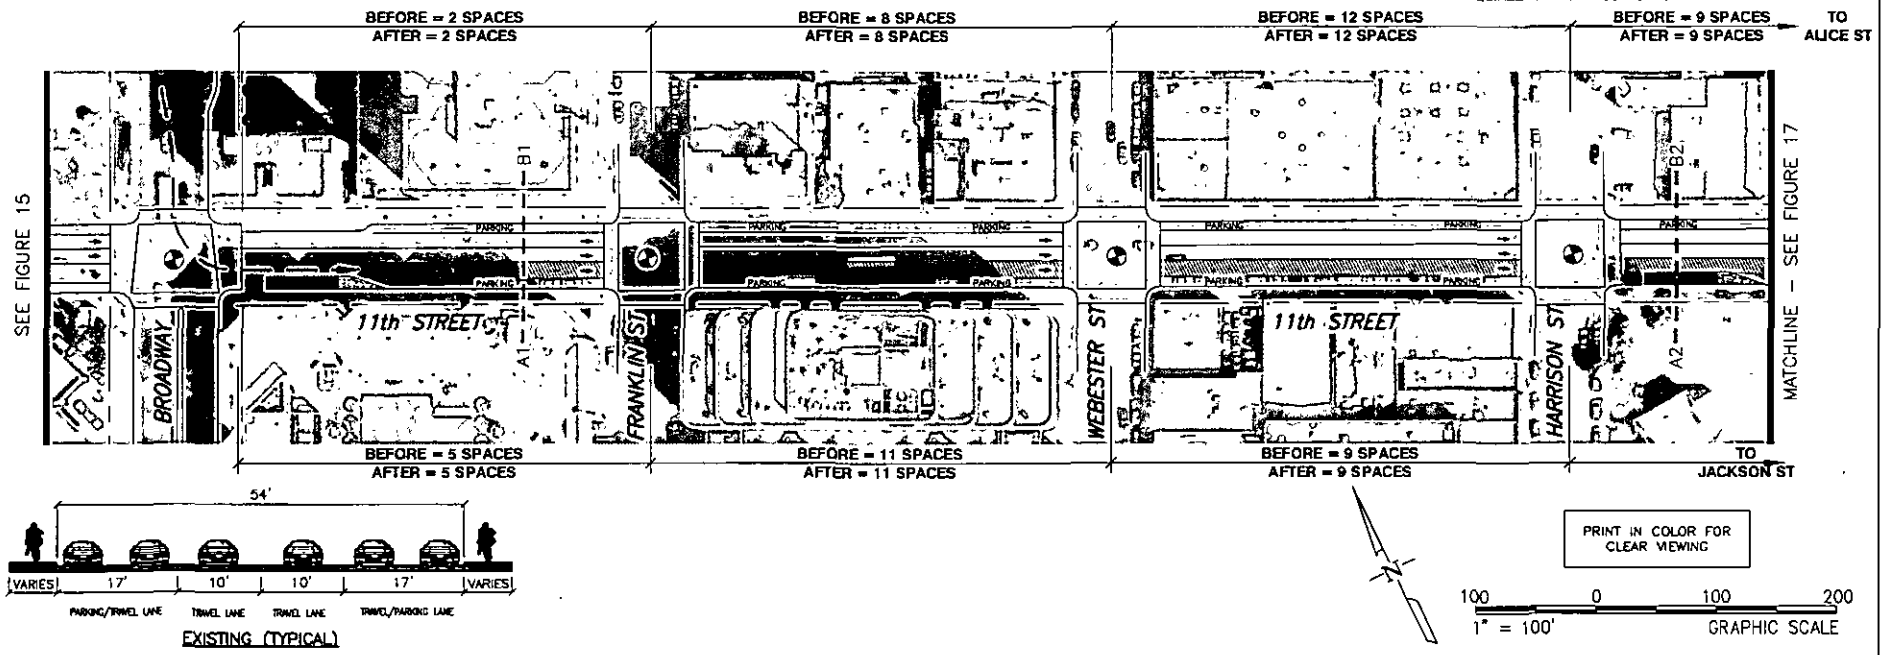 BEFORE = 2 SPACES
AFTER = 2 SPACES
BEFORE = 8 SPACES
AFTER = 8 SPACES
BEFORE = 12 SPACES
AFTER = 12 SPACES
BEFORE = 9 SPACES
AFTER = 9 SPACES
TO
ALICE ST
SEE FIGURE 15
B1
B2
PARKING
PARKING
PARKING
PARKING
PARKING
PARKING
PARKING
PARKING
PARKING
PARKING
PARKING
MATCHLINE - SEE FIGURE 17
BROADWAY
11th STREET
A1
FRANKLIN ST
WEBESTER ST
11th STREET
HARRISON ST
A2
BEFORE = 5 SPACES
AFTER = 5 SPACES
BEFORE = 11 SPACES
AFTER = 11 SPACES
BEFORE = 9 SPACES
AFTER = 9 SPACES
TO
JACKSON ST
54'
VARIES
17'
10'
10'
17'
VARIES
PARKING/TRAVEL LANE
TRAVEL LANE
TRAVEL LANE
TRAVEL/PARKING LANE
EXISTING (TYPICAL)
N
PRINT IN COLOR FOR
CLEAR VIEWING
100
0
100
200
1" = 100'
GRAPHIC SCALE